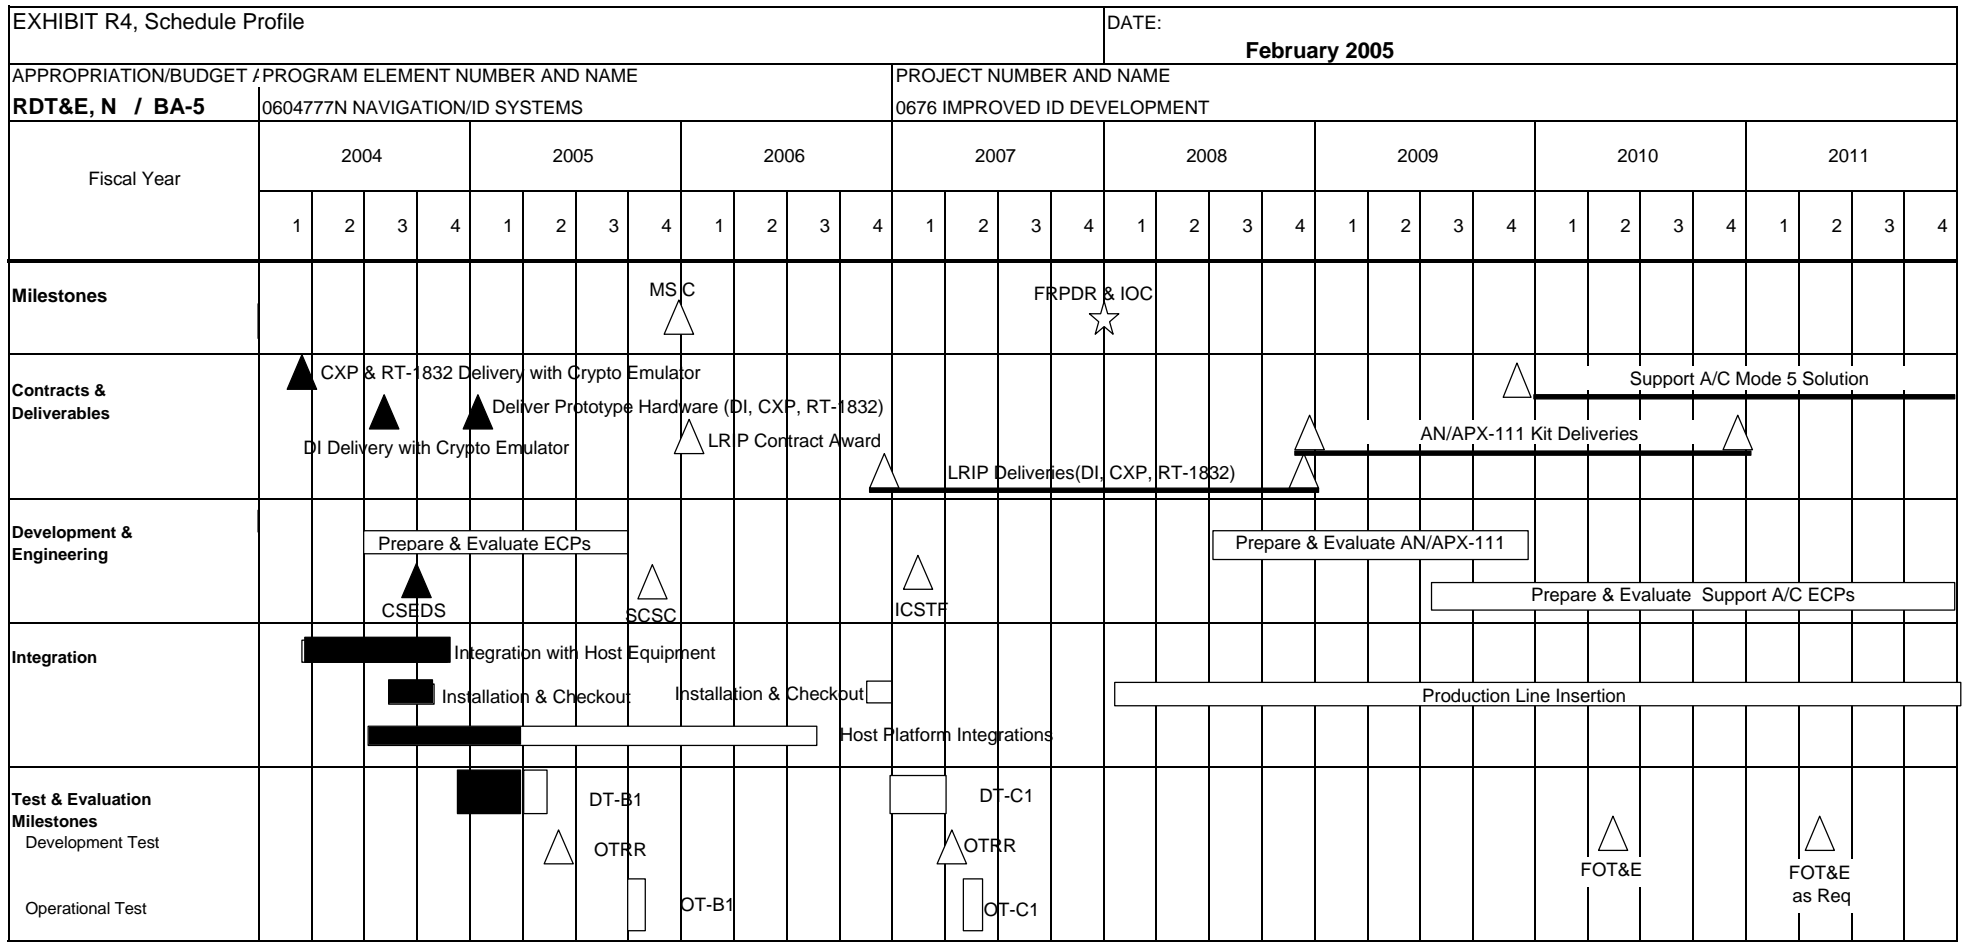 EXHIBIT R4, Schedule Profile
DATE:
February 2005
APPROPRIATION/BUDGET A
PROGRAM ELEMENT NUMBER AND NAME
PROJECT NUMBER AND NAME
RDT&E, N / BA-5
0604777N NAVIGATION/ID SYSTEMS
0676 IMPROVED ID DEVELOPMENT
Fiscal Year
2004 2005 2006 2007 2008 2009 2010 2011
1 2 3 4 1 2 3 4 1 2 3 4 1 2 3 4 1 2 3 4 1 2 3 4 1 2 3 4 1 2 3 4
Milestones
MS C
FRPDR & IOC
Contracts &
Deliverables
CXP & RT-1832 Delivery with Crypto Emulator
Support A/C Mode 5 Solution
Deliver Prototype Hardware (DI, CXP, RT-1832)
DI Delivery with Crypto Emulator
LRIP Contract Award
AN/APX-111 Kit Deliveries
LRIP Deliveries(DI, CXP, RT-1832)
Development &
Engineering
Prepare & Evaluate ECPs
Prepare & Evaluate AN/APX-111
CSEDS
SCSC
ICSTF
Prepare & Evaluate Support A/C ECPs
Integration
Integration with Host Equipment
Installation & Checkout
Installation & Checkout
Production Line Insertion
Host Platform Integrations
Test & Evaluation
Milestones
DT-B1
DT-C1
Development Test
OTRR
OTRR
FOT&E
FOT&E
as Req
Operational Test
OT-B1
OT-C1